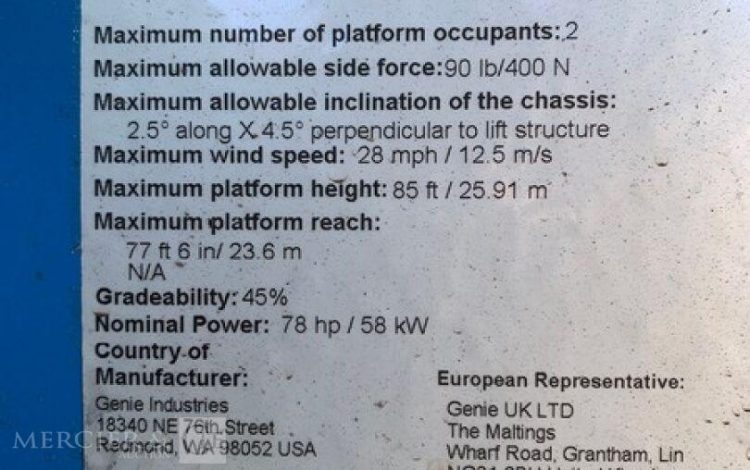 Maximum number of platform occupants: 2
Maximum allowable side force: 90 lb/400 N
Maximum allowable inclination of the chassis:
2.5° along X 4.5° perpendicular to lift structure
Maximum wind speed: 28 mph / 12.5 m/s
Maximum platform height: 85 ft / 25.91 m
Maximum platform reach:
77 ft 6 in/ 23.6 m
N/A
Gradeability: 45%
Nominal Power: 78 hp / 58 kW
Country of
Manufacturer:
Genie Industries
18340 NE 76th Street
Redmond, WA 98052 USA
European Representative:
Genie UK LTD
The Maltings
Wharf Road, Grantham, Lin